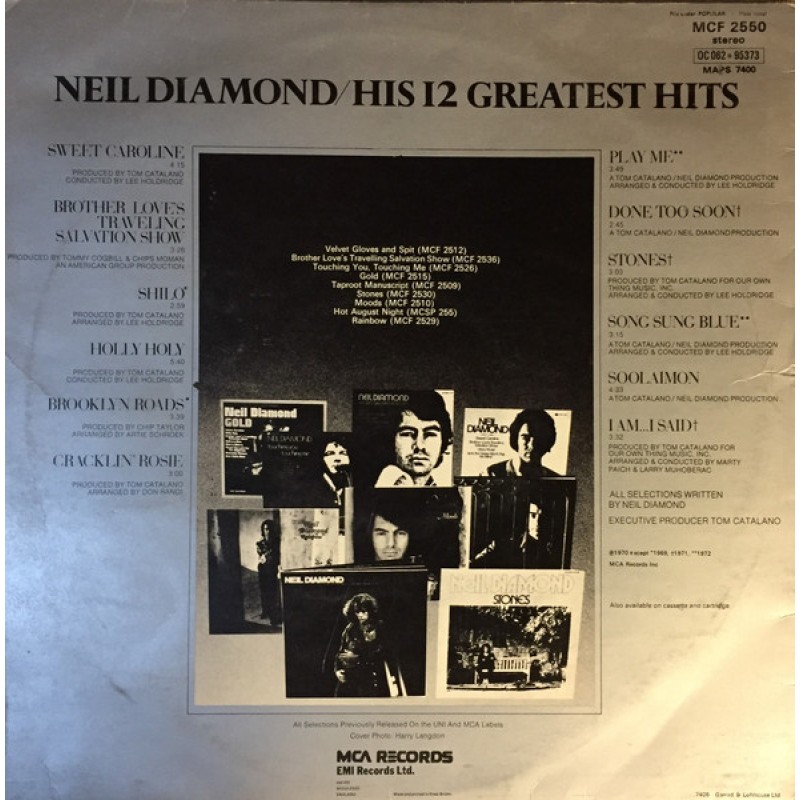 MCF 2550
stereo
OC 062 - 95373
MAPS 7400
NEIL DIAMOND/HIS 12 GREATEST HITS
SWEET CAROLINE
4:15
PRODUCED BY TOM CATALANO
CONDUCTED BY LEE HOLDRIDGE
BROTHER LOVE'S
TRAVELING
SALVATION SHOW
3:26
PRODUCED BY TOMMY COGBILL & CHIPS MOMAN
AN AMERICAN GROUP PRODUCTION
SHILO*
2:59
PRODUCED BY TOM CATALANO
ARRANGED BY LEE HOLDRIDGE
HOLLY HOLY
5:40
PRODUCED BY TOM CATALANO
CONDUCTED BY LEE HOLDRIDGE
BROOKLYN ROADS*
5:35
PRODUCED BY CHIP TAYLOR
ARRANGED BY ARTIE SCHROEK
CRACKLIN' ROSIE
3:00
PRODUCED BY TOM CATALANO
ARRANGED BY DON RANDI
Velvet Gloves and Spit (MCF 2512)
Brother Love's Travelling Salvation Show (MCF 2536)
Touching You, Touching Me (MCF 2526)
Gold (MCF 2515)
Taproot Manuscript (MCF 2509)
Stones (MCF 2530)
Moods (MCF 2510)
Hot August Night (MCSP 255)
Rainbow (MCF 2529)
Neil Diamond
GOLD
NEIL DIAMOND
NEIL DIAMOND
NEIL
DIAMOND
Moods
NEIL DIAMOND
NEIL DIAMOND
STONES
PLAY ME**
3:49
A TOM CATALANO/NEIL DIAMOND PRODUCTION
ARRANGED & CONDUCTED BY LEE HOLDRIDGE
DONE TOO SOON†
2:45
A TOM CATALANO/NEIL DIAMOND PRODUCTION
STONES†
3:03
PRODUCED BY TOM CATALANO FOR OUR OWN
THING MUSIC, INC.
ARRANGED & CONDUCTED BY LEE HOLDRIDGE
SONG SUNG BLUE**
3:15
A TOM CATALANO/NEIL DIAMOND PRODUCTION
ARRANGED & CONDUCTED BY LEE HOLDRIDGE
SOOLAIMON
4:33
A TOM CATALANO/NEIL DIAMOND PRODUCTION
I AM...I SAID†
3:32
PRODUCED BY TOM CATALANO FOR
OUR OWN THING MUSIC, INC.
ARRANGED & CONDUCTED BY MARTY
PAICH & LARRY MUHOBERAC
ALL SELECTIONS WRITTEN
BY NEIL DIAMOND
EXECUTIVE PRODUCER TOM CATALANO
℗1970 except *1968, †1971, **1972
MCA Records Inc
Also available on cassette and cartridge
All Selections Previously Released On the UNI And MCA Labels
Cover Photo: Harry Langdon
MCA RECORDS
EMI Records Ltd.
7405 Garrod & Lofthouse Ltd